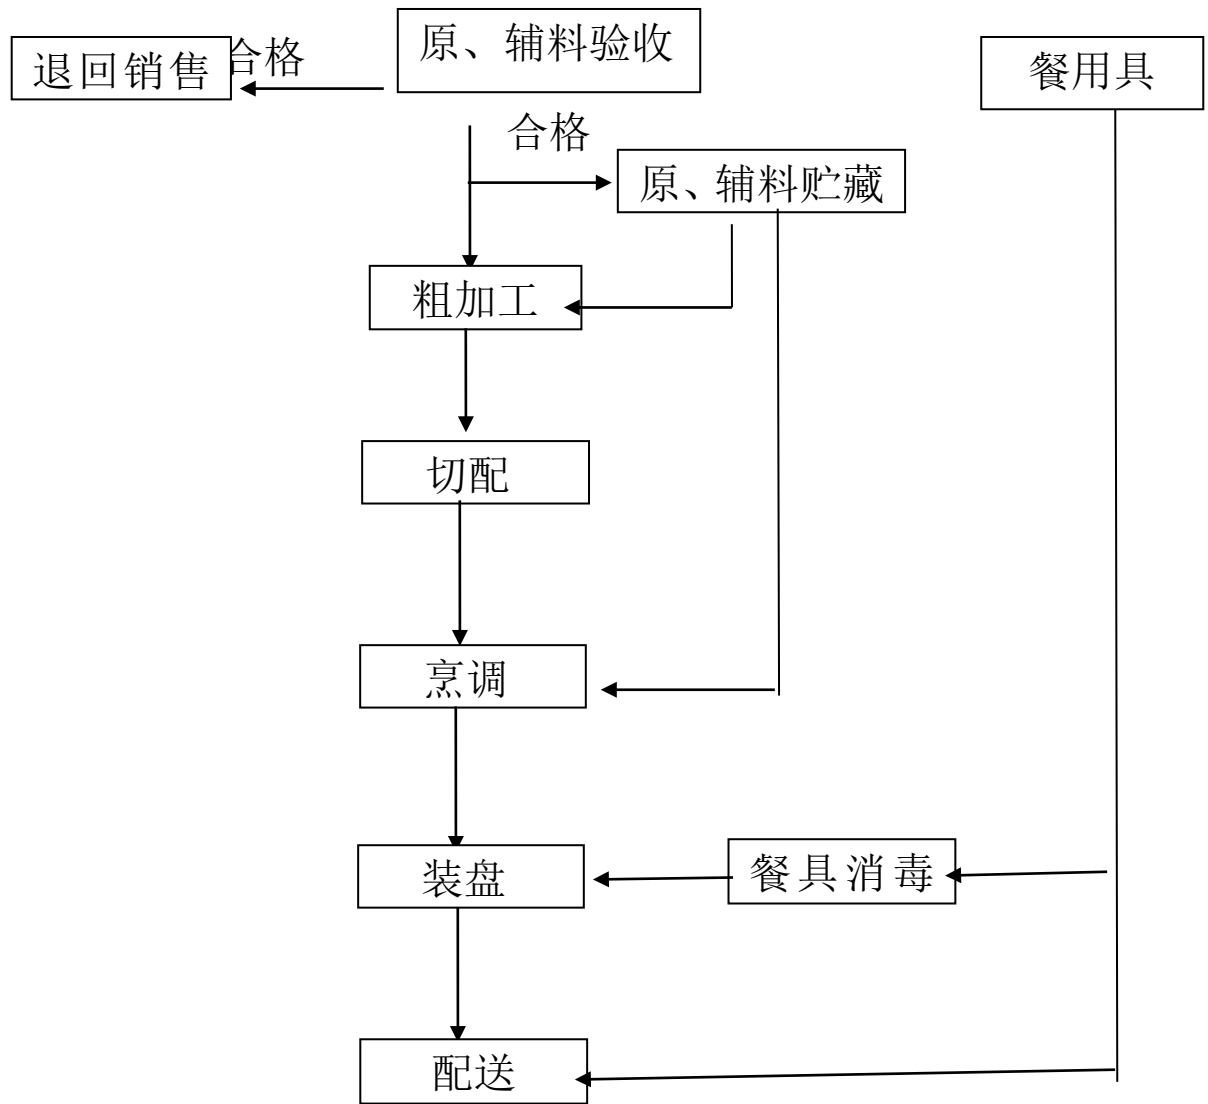 原、辅料验收
退回销售
合格
餐用具
合格
原、辅料贮藏
粗加工
切配
烹调
装盘
餐具消毒
配送